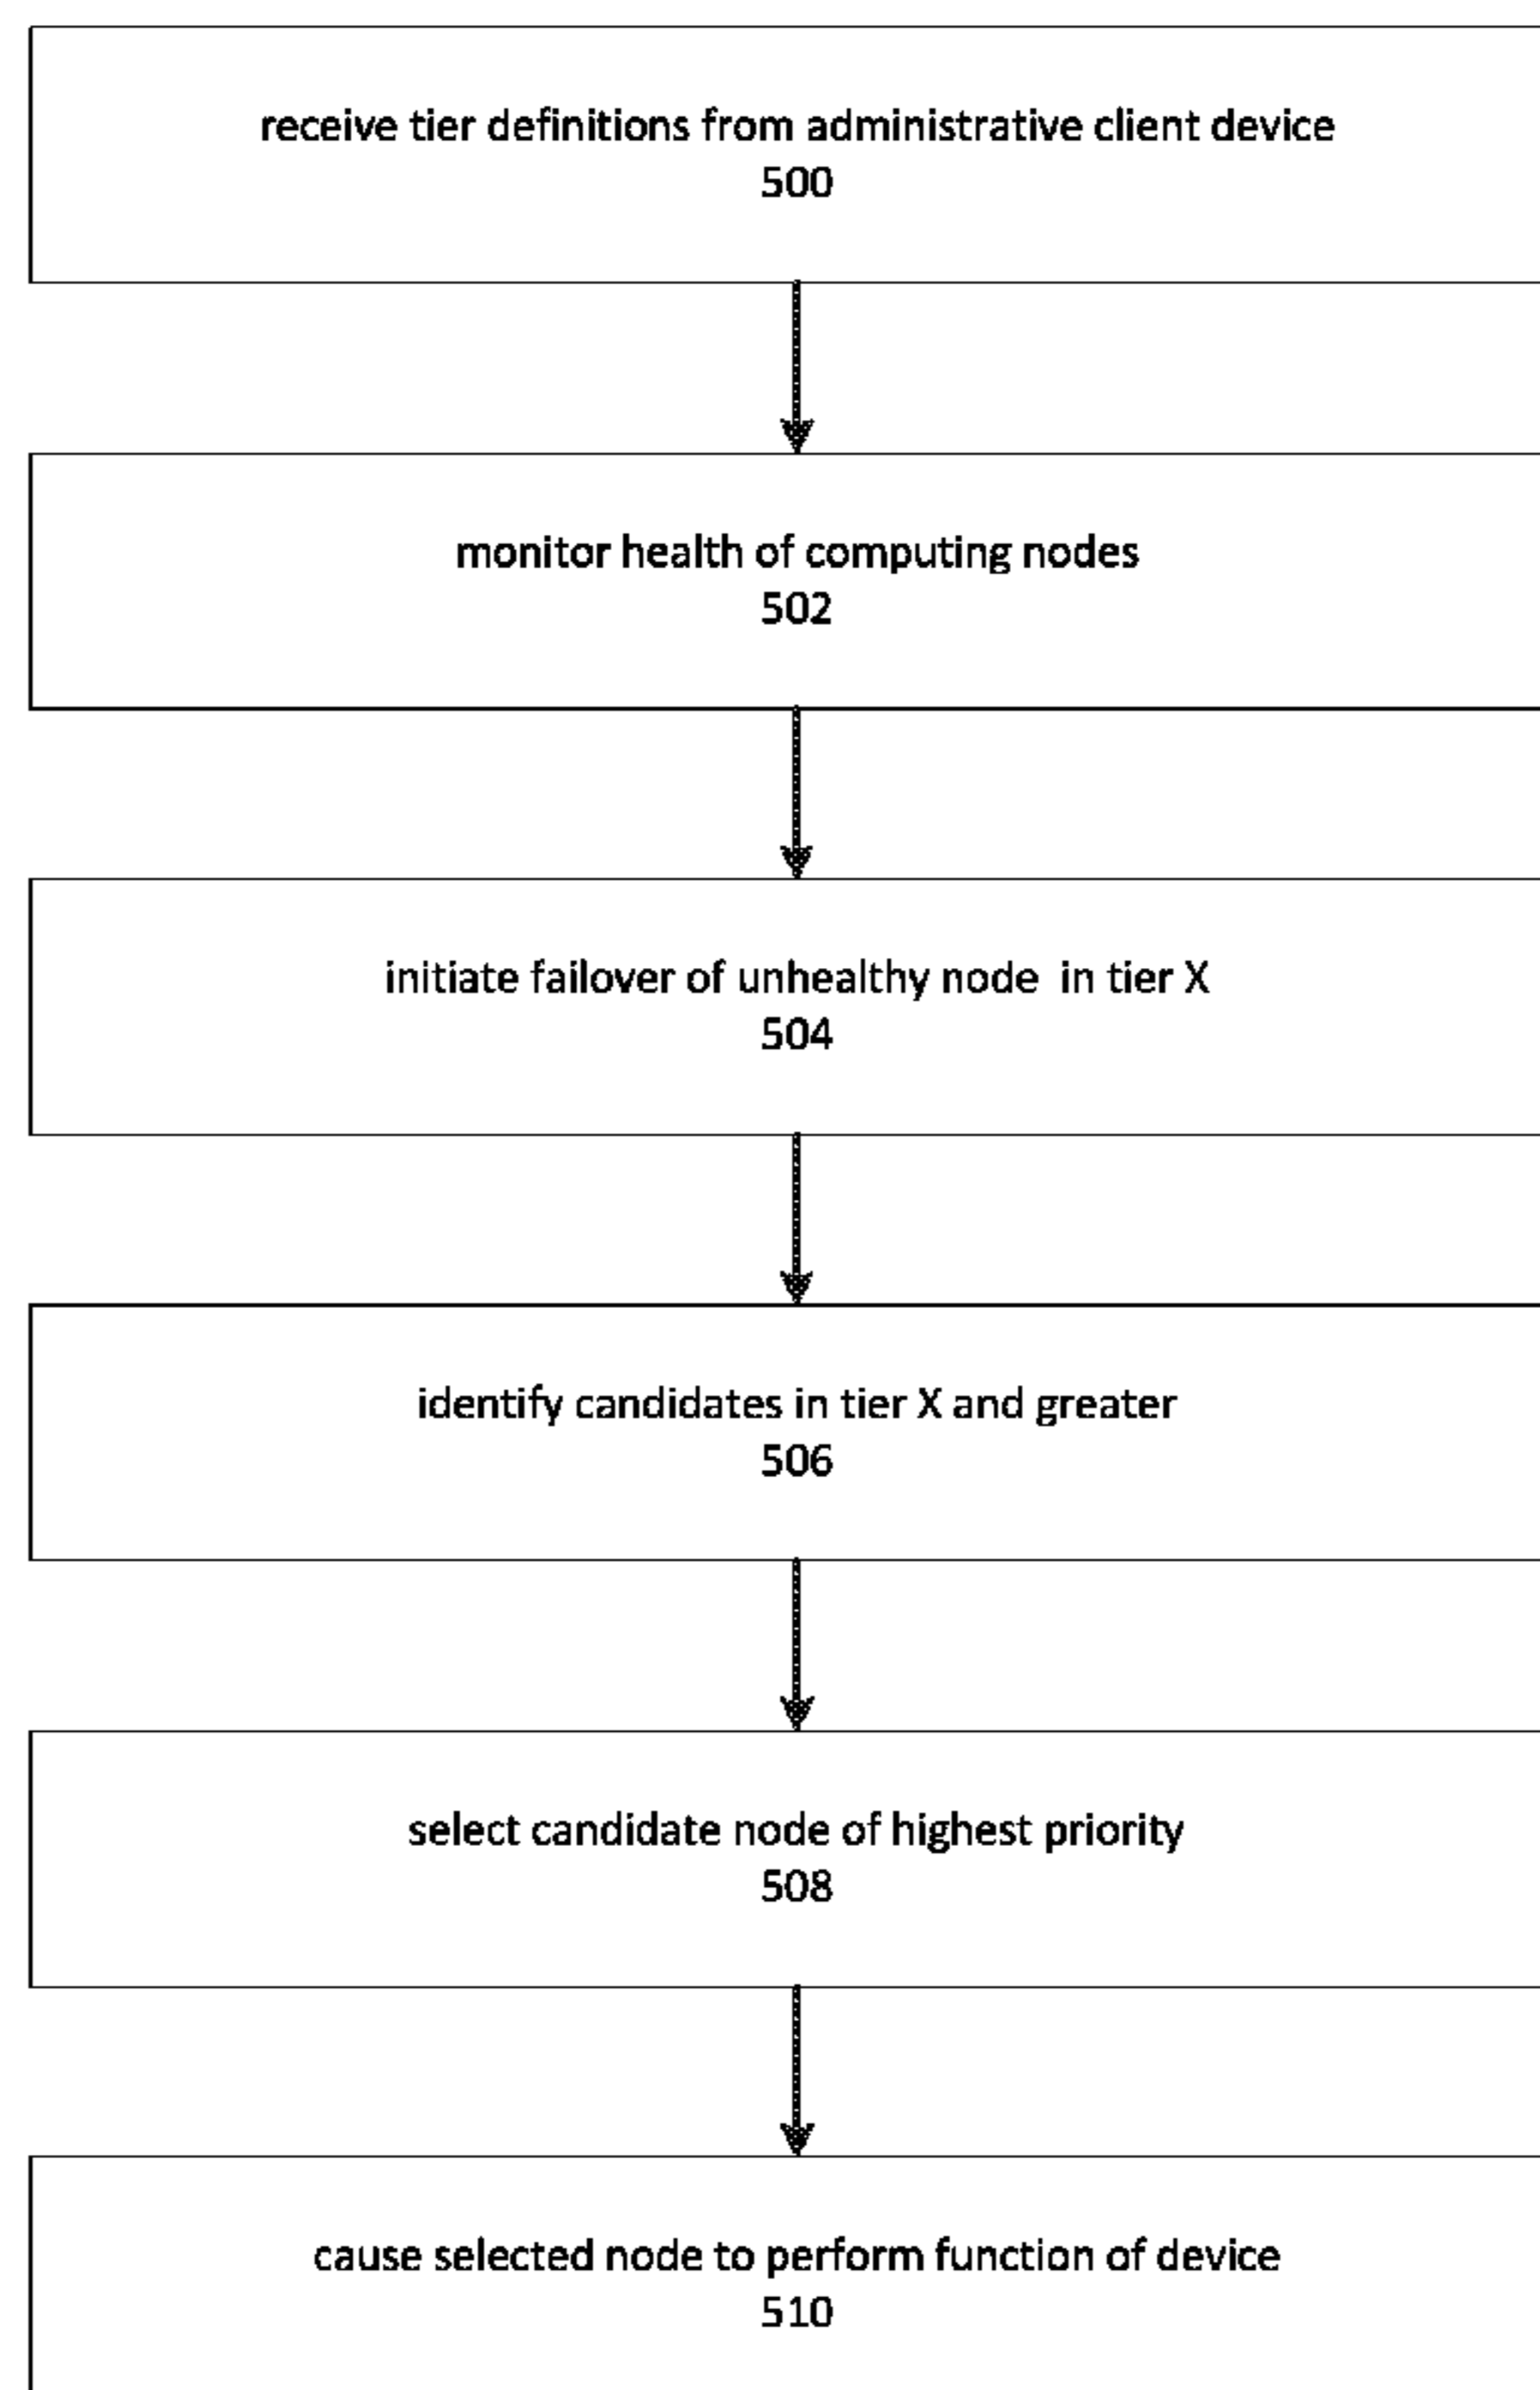 receive tier definitions from administrative client device
500
monitor health of computing nodes
502
initiate failover of unhealthy node in tier X
504
identify candidates in tier X and greater
506
select candidate node of highest priority
508
cause selected node to perform function of device
510